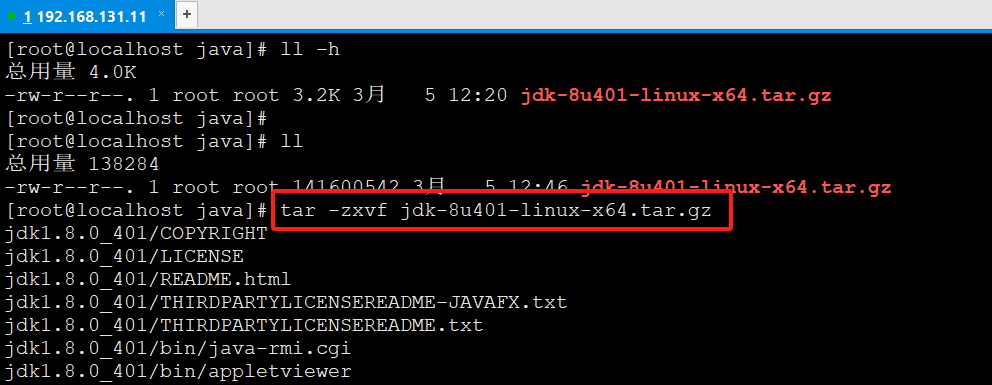 1 192.168.131.11 × +
[root@localhost java]# ll -h
总用量 4.0K
-rw-r--r--. 1 root root 3.2K 3月   5 12:20 jdk-8u401-linux-x64.tar.gz
[root@localhost java]#
[root@localhost java]# ll
总用量 138284
-rw-r--r--. 1 root root 141600542 3月   5 12:46 jdk-8u401-linux-x64.tar.gz
[root@localhost java]# tar -zxvf jdk-8u401-linux-x64.tar.gz
jdk1.8.0_401/COPYRIGHT
jdk1.8.0_401/LICENSE
jdk1.8.0_401/README.html
jdk1.8.0_401/THIRDPARTYLICENSEREADME-JAVAFX.txt
jdk1.8.0_401/THIRDPARTYLICENSEREADME.txt
jdk1.8.0_401/bin/java-rmi.cgi
jdk1.8.0_401/bin/appletviewer